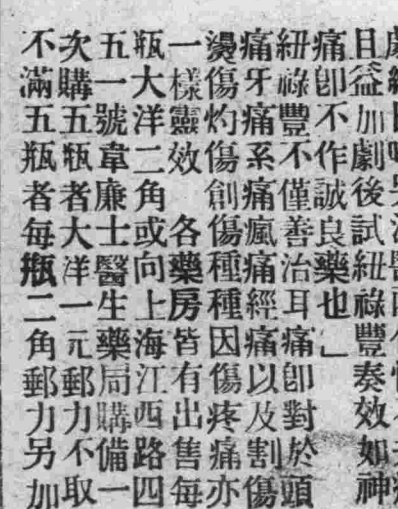 益加劇後試紐祿豐奏效如神
痛卽不作誠良藥也」
紐祿豐不僅善治耳痛卽對於頭
痛牙痛系痛瘋痛經痛以及割傷
燙傷灼傷創傷種種因傷疼痛亦
一樣靈效 各藥房皆有出售每
瓶大洋二角或向上海江西路四
五一號韋廉士醫生藥局購備一
次購五瓶者大洋一元郵力不取
不滿五瓶者每瓶二角郵力另加